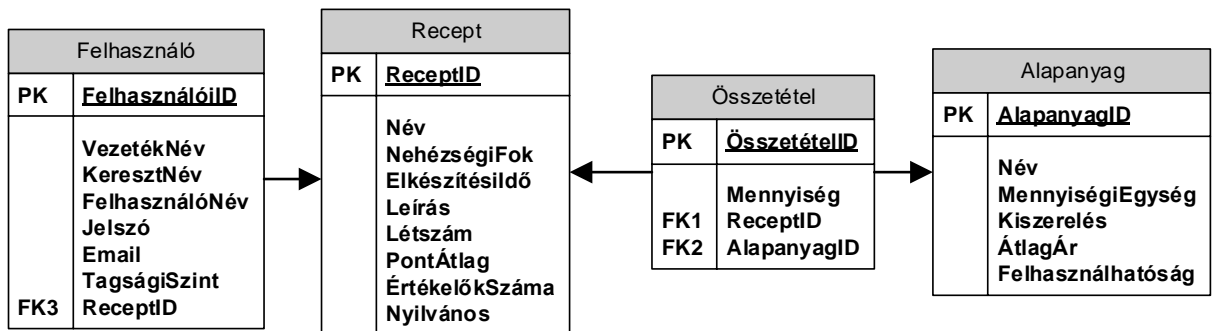 Felhasználó
PK FelhasználóiID
VezetékNév
KeresztNév
FelhasználóNév
Jelszó
Email
TagságiSzint
FK3 ReceptID
Recept
PK ReceptID
Név
NehézségiFok
ElkészítésiIdő
Leírás
Létszám
PontÁtlag
ÉrtékelőkSzáma
Nyilvános
Összetétel
PK ÖsszetételID
Mennyiség
FK1 ReceptID
FK2 AlapanyagID
Alapanyag
PK AlapanyagID
Név
MennyiségiEgység
Kiszerelés
ÁtlagÁr
Felhasználhatóság